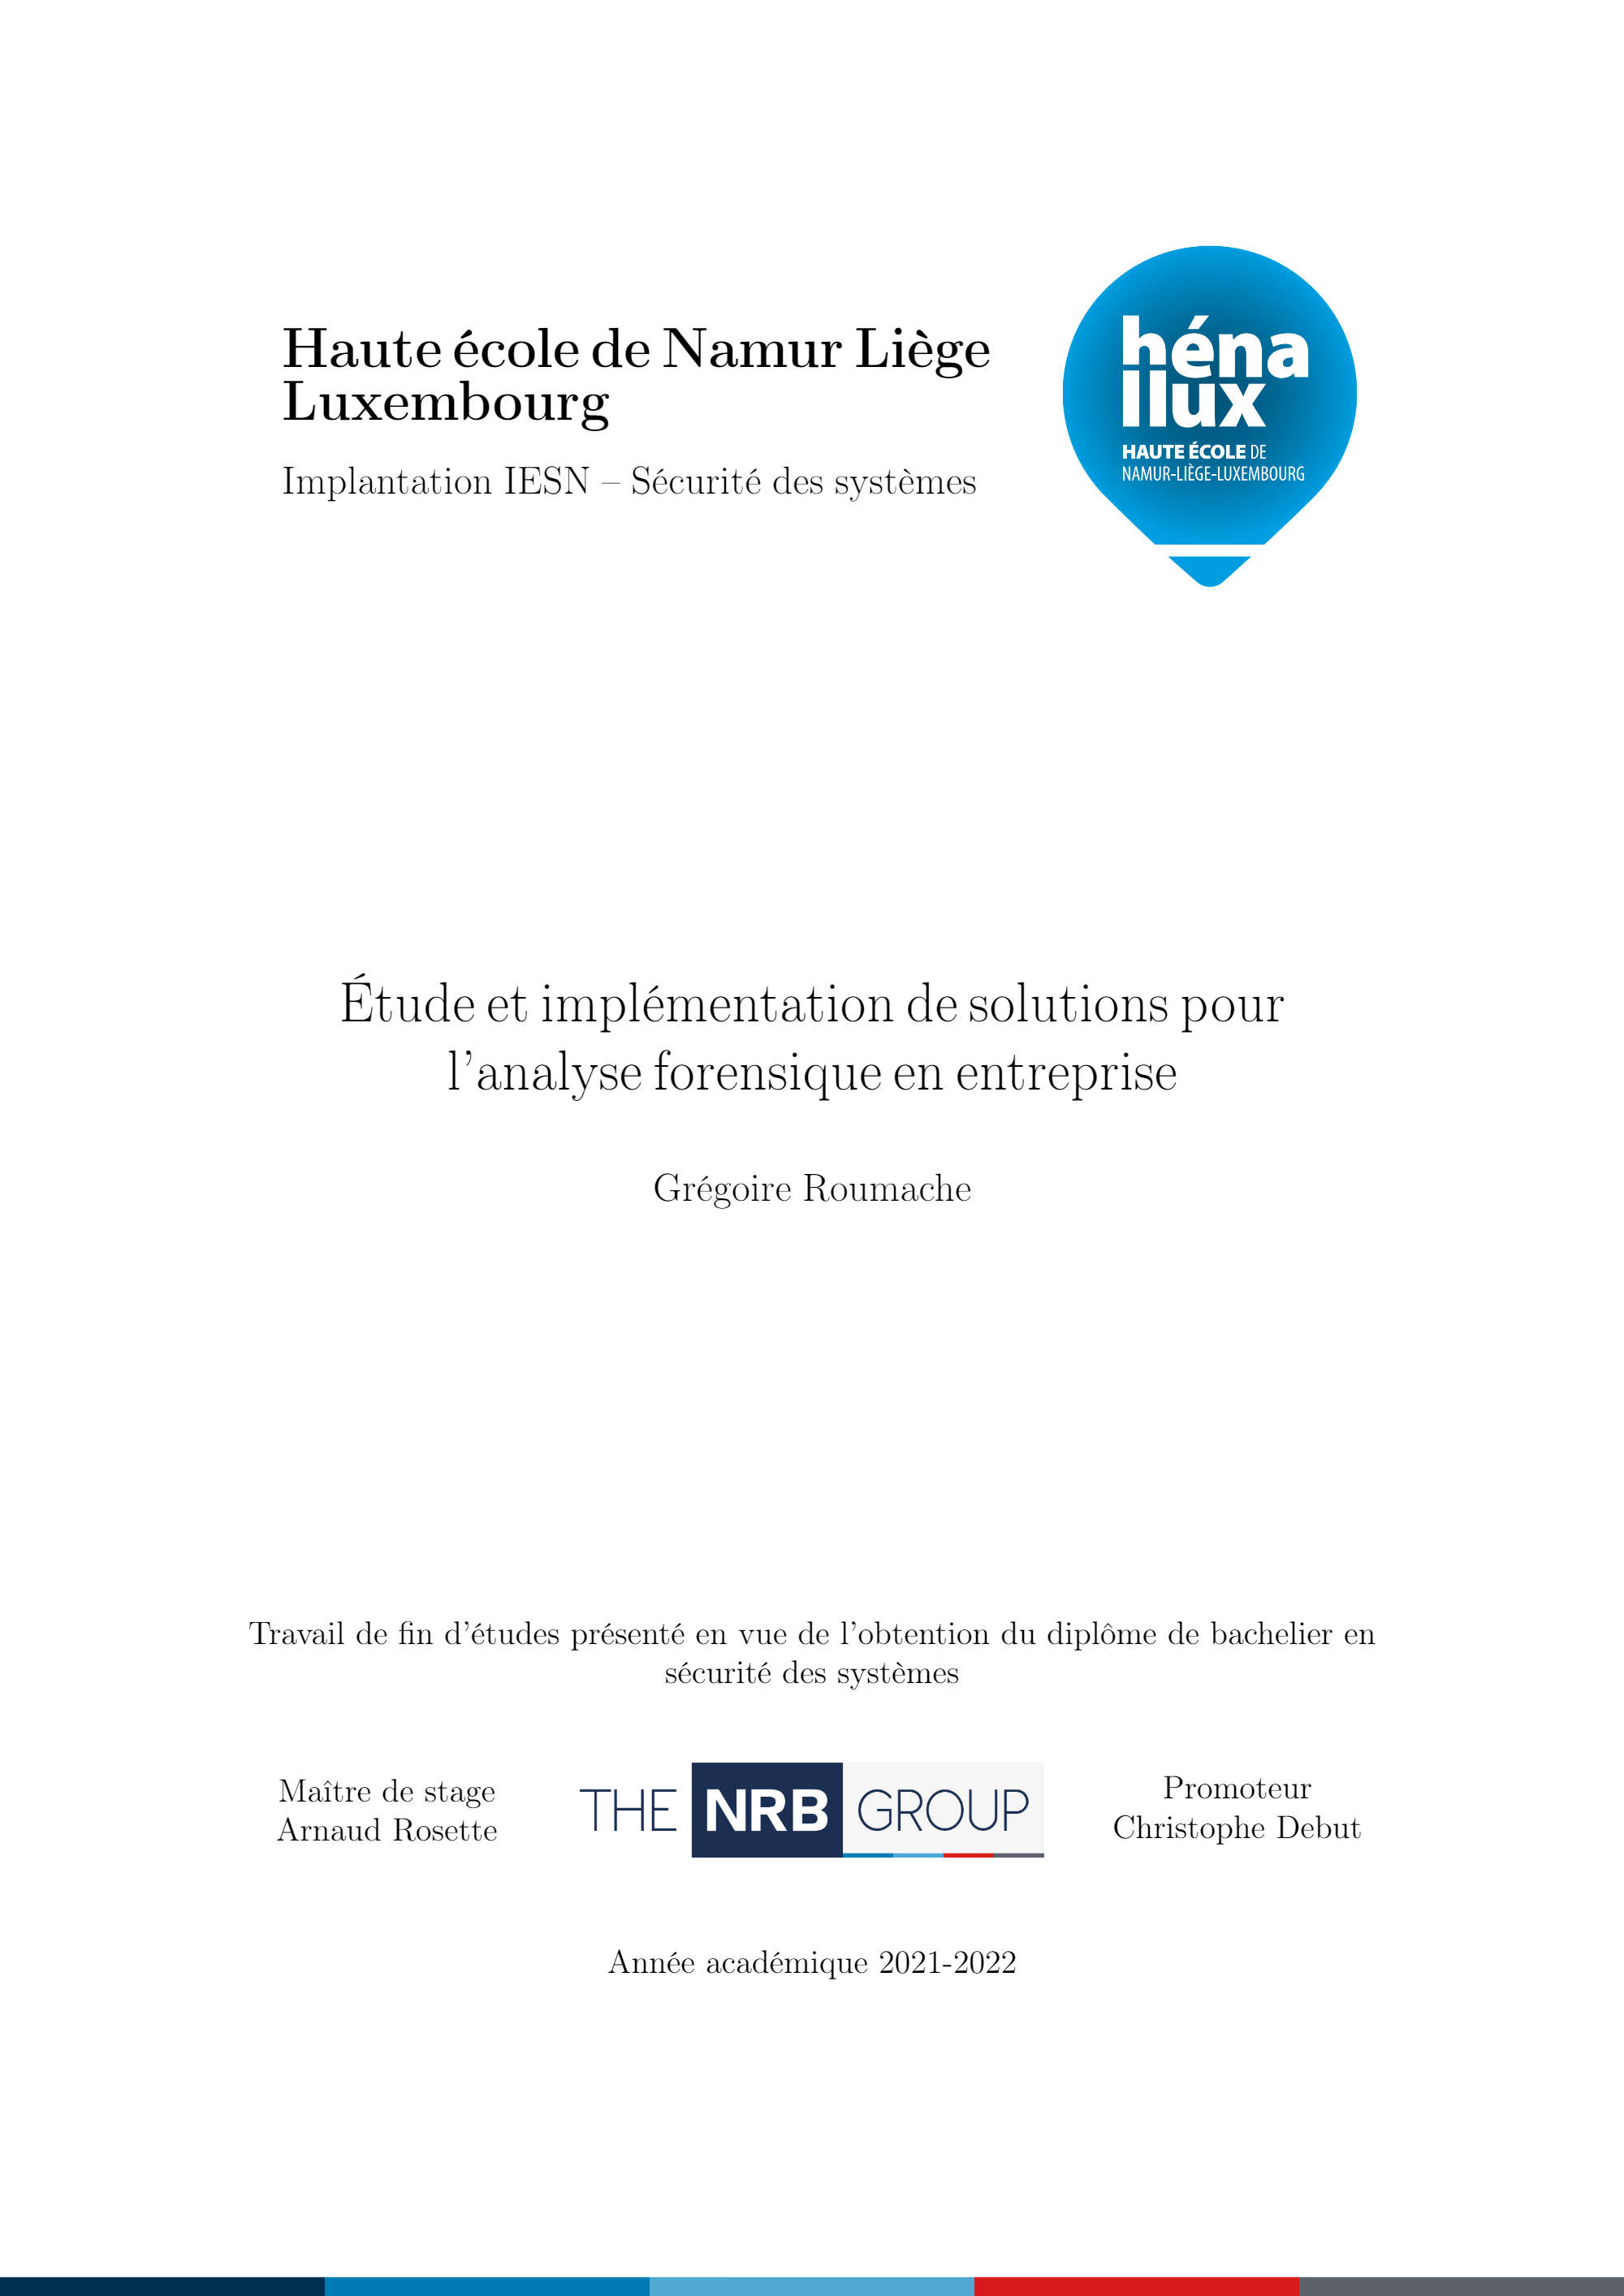 Haute école de Namur Liège
Luxembourg
Implantation IESN – Sécurité des systèmes
héna
llux
HAUTE ÉCOLE DE
NAMUR-LIÈGE-LUXEMBOURG
Étude et implémentation de solutions pour
l'analyse forensique en entreprise
Grégoire Roumache
Travail de fin d'études présenté en vue de l'obtention du diplôme de bachelier en
sécurité des systèmes
Maître de stage
Arnaud Rosette
THE NRB GROUP
Promoteur
Christophe Debut
Année académique 2021-2022